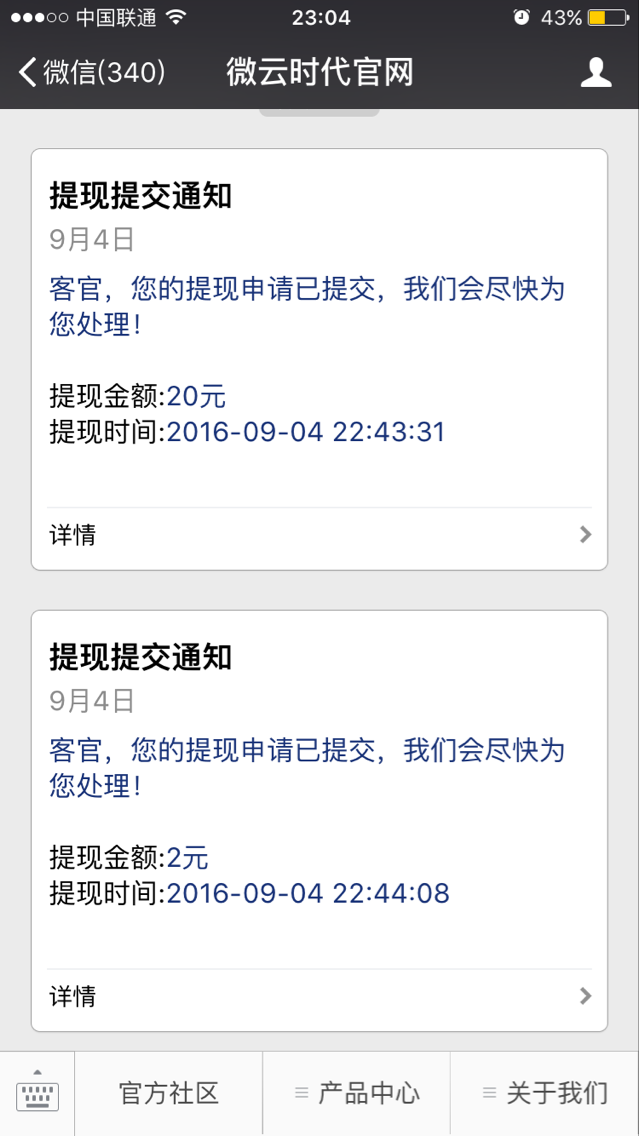 中国联通 23:04 43%
微信(340) 微云时代官网
提现提交通知
9月4日
客官，您的提现申请已提交，我们会尽快为
您处理！
提现金额:20元
提现时间:2016-09-04 22:43:31
详情
提现提交通知
9月4日
客官，您的提现申请已提交，我们会尽快为
您处理！
提现金额:2元
提现时间:2016-09-04 22:44:08
详情
官方社区 产品中心 关于我们